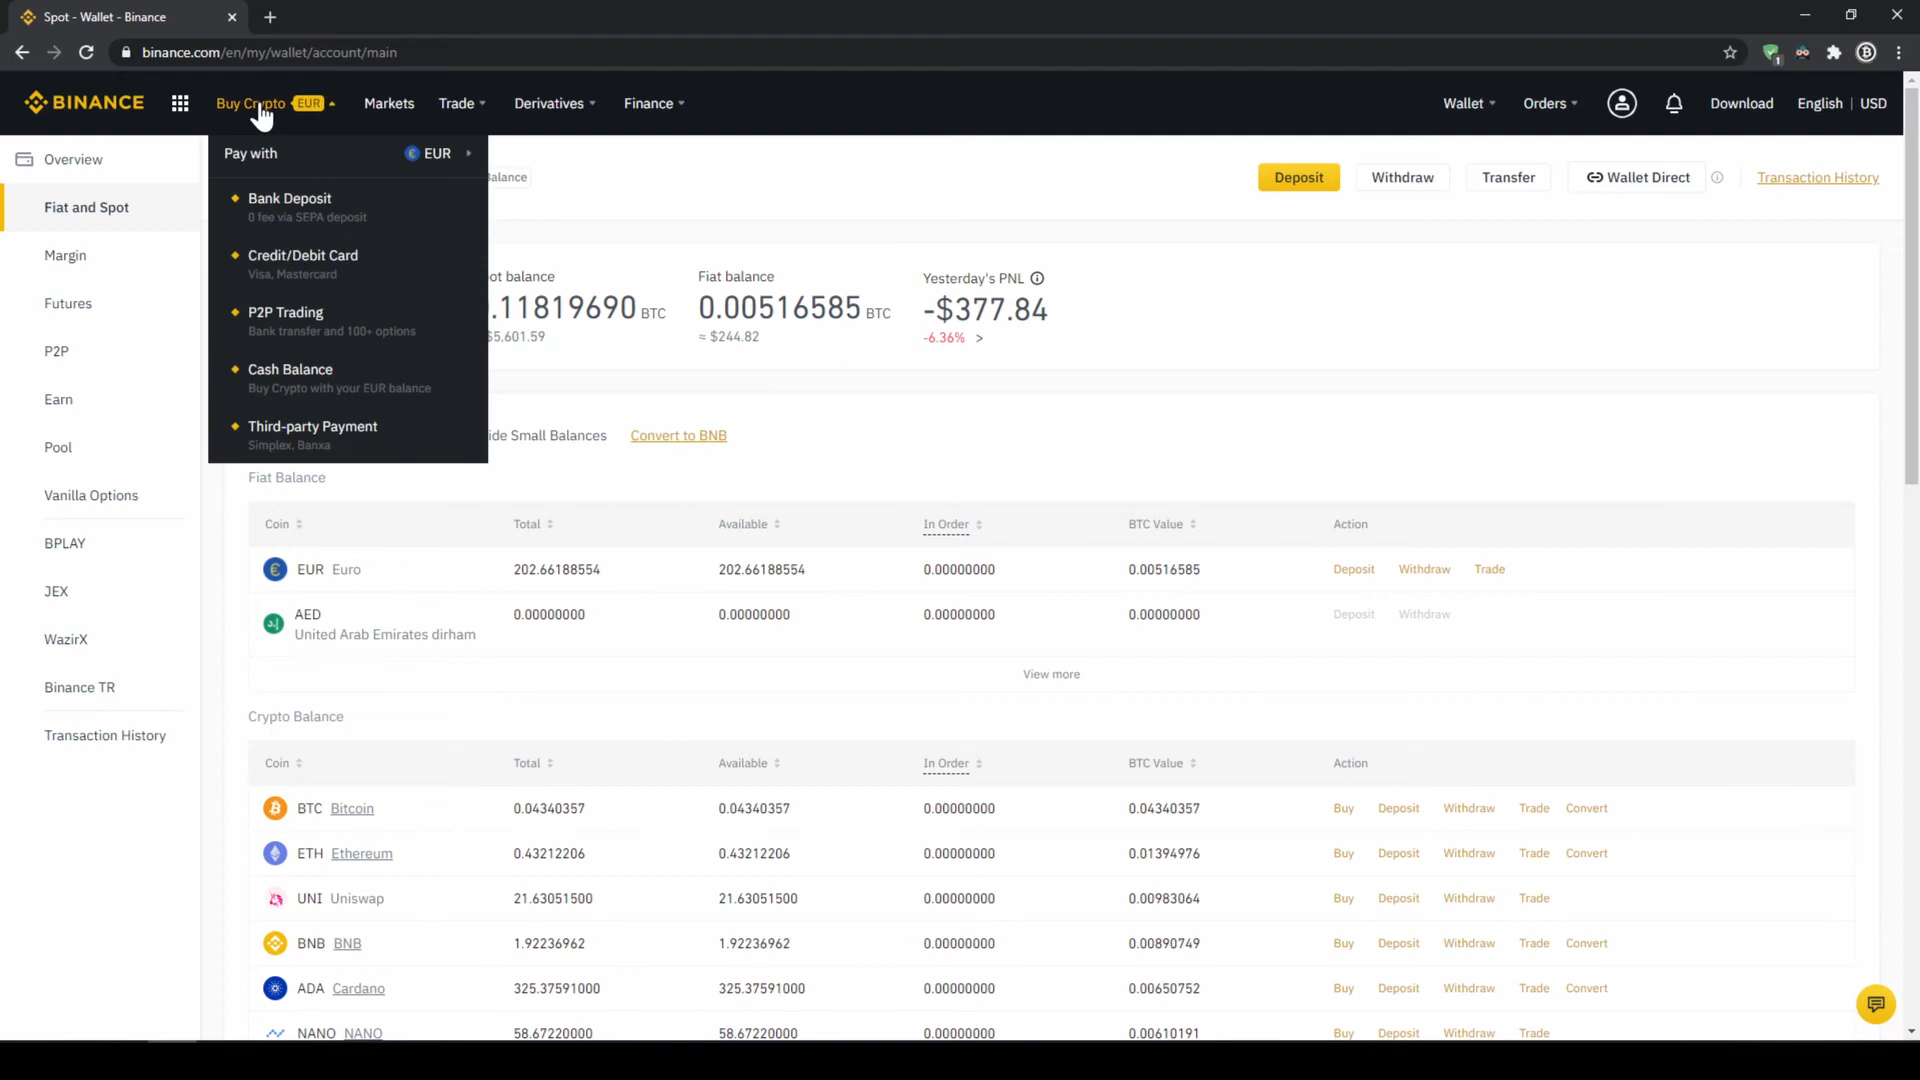 Spot - Wallet - Binance
binance.com/en/my/wallet/account/main
1
BINANCE Buy Crypto EUR Markets Trade Derivatives Finance Wallet Orders Download English | USD
Pay with EUR
Bank Deposit
0 fee via SEPA deposit
Credit/Debit Card
Visa, Mastercard
P2P Trading
Bank transfer and 100+ options
Cash Balance
Buy Crypto with your EUR balance
Third-party Payment
Simplex, Banxa
Overview
Fiat and Spot
Margin
Futures
P2P
Earn
Pool
Vanilla Options
BPLAY
JEX
WazirX
Binance TR
Transaction History
alance Deposit Withdraw Transfer Wallet Direct Transaction History
ot balance Fiat balance Yesterday's PNL
.11819690 BTC 0.00516585 BTC -$377.84
$5,601.59 ≈ $244.82 -6.36% >
ide Small Balances Convert to BNB
Fiat Balance
Coin Total Available In Order BTC Value Action
EUR Euro 202.66188554 202.66188554 0.00000000 0.00516585 Deposit Withdraw Trade
AED 0.00000000 0.00000000 0.00000000 0.00000000 Deposit Withdraw
United Arab Emirates dirham
View more
Crypto Balance
Coin Total Available In Order BTC Value Action
BTC Bitcoin 0.04340357 0.04340357 0.00000000 0.04340357 Buy Deposit Withdraw Trade Convert
ETH Ethereum 0.43212206 0.43212206 0.00000000 0.01394976 Buy Deposit Withdraw Trade Convert
UNI Uniswap 21.63051500 21.63051500 0.00000000 0.00983064 Buy Deposit Withdraw Trade
BNB BNB 1.92236962 1.92236962 0.00000000 0.00890749 Buy Deposit Withdraw Trade Convert
ADA Cardano 325.37591000 325.37591000 0.00000000 0.00650752 Buy Deposit Withdraw Trade Convert
NANO NANO 58.67220000 58.67220000 0.00000000 0.00610191 Buy Deposit Withdraw Trade